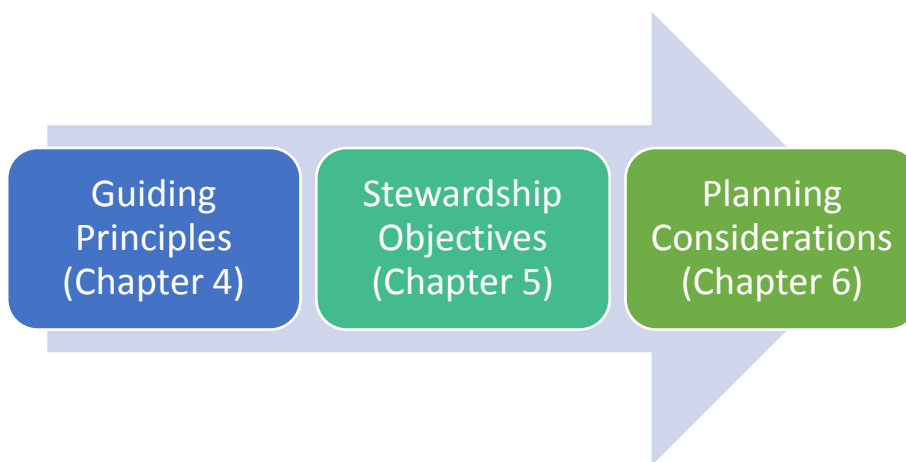 Guiding
Principles
(Chapter 4)
Stewardship
Objectives
(Chapter 5)
Planning
Considerations
(Chapter 6)